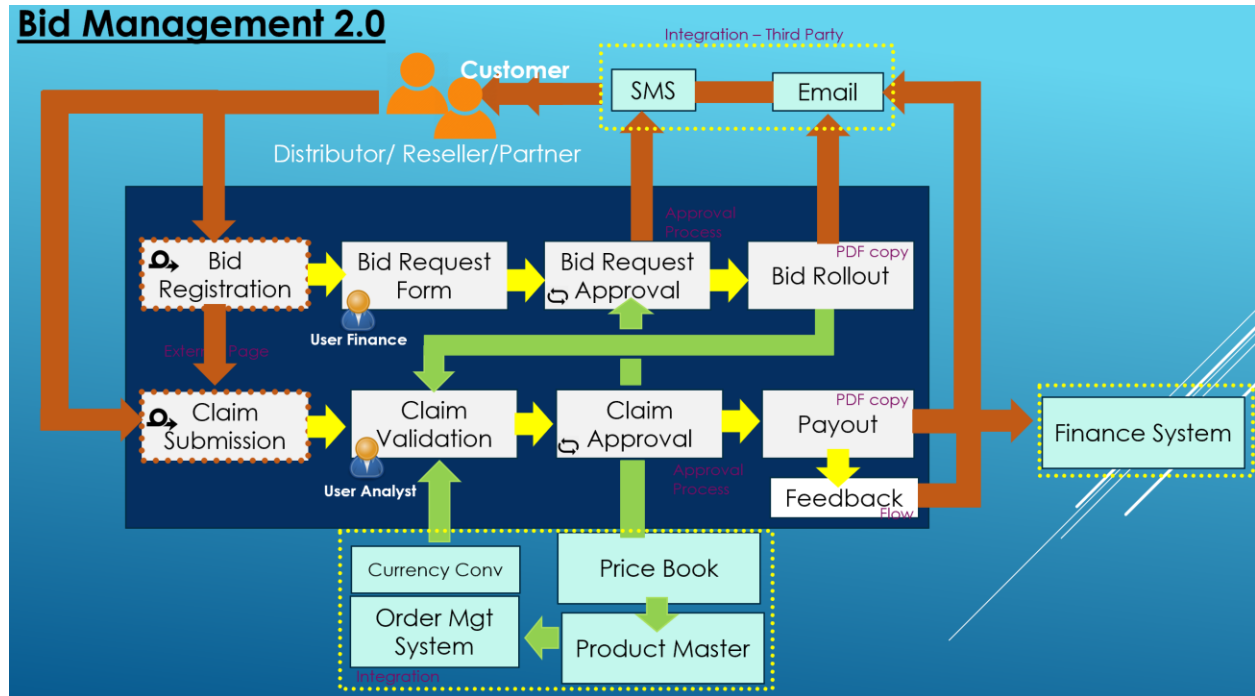 Bid Management 2.0
Integration – Third Party
Customer
SMS
Email
Distributor/ Reseller/Partner
Approval
Process
PDF copy
Bid
Registration
Bid Request
Form
Bid Request
Approval
Bid Rollout
User Finance
External Page
Claim
Submission
Claim
Validation
Claim
Approval
PDF copy
Payout
Finance System
User Analyst
Approval
Process
Feedback
Flow
Currency Conv
Price Book
Order Mgt
System
Product Master
Integration